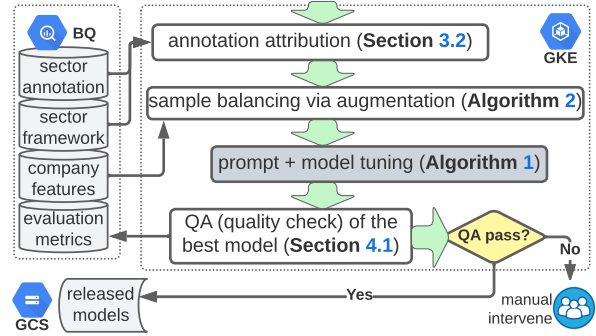 BQ
GKE
sector
annotation
sector
framework
company
features
evaluation
metrics
annotation attribution (Section 3.2)
sample balancing via augmentation (Algorithm 2)
prompt + model tuning (Algorithm 1)
QA (quality check) of the
best model (Section 4.1)
QA pass?
No
Yes
GCS
released
models
manual
intervene